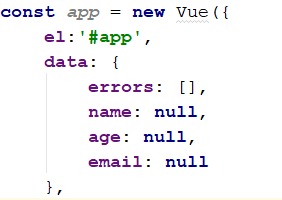 const app = new Vue({
    el:'#app',
    data: {
        errors: [],
        name: null,
        age: null,
        email: null
    },